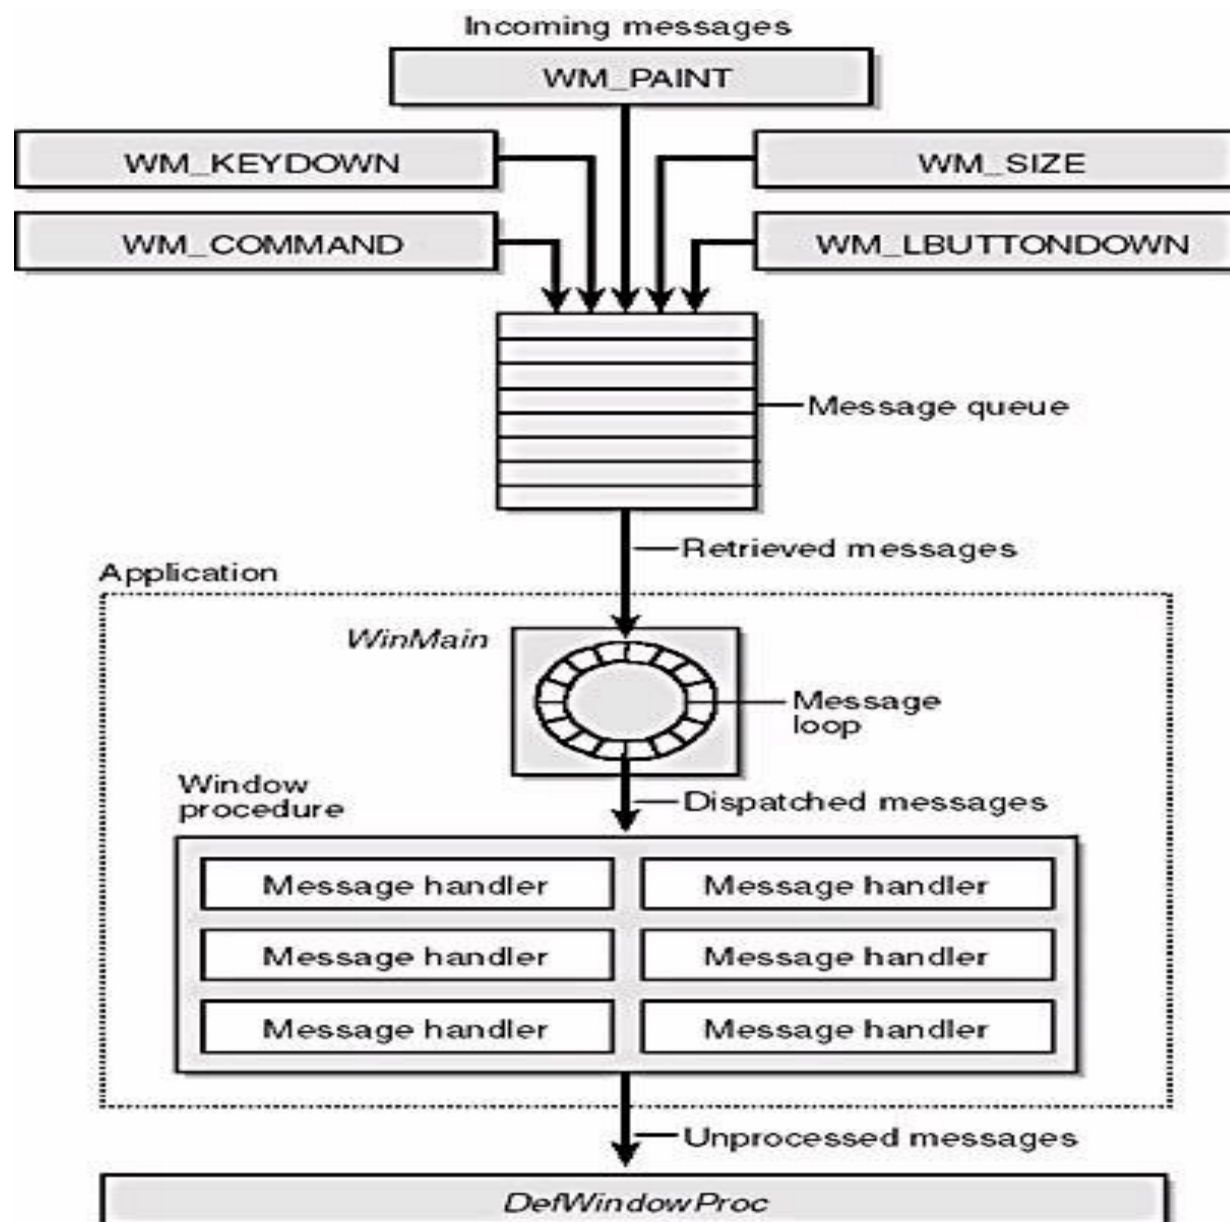 Incoming messages
WM_PAINT
WM_KEYDOWN
WM_SIZE
WM_COMMAND
WM_LBUTTONDOWN
Message queue
Retrieved messages
Application
WinMain
Message
loop
Window
procedure
Dispatched messages
Message handler
Message handler
Message handler
Message handler
Message handler
Message handler
Unprocessed messages
DefWindowProc